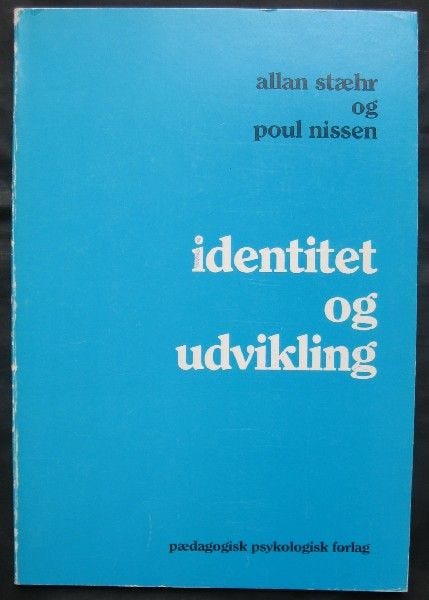 allan stæhr
og
poul nissen
identitet
og
udvikling
pædagogisk psykologisk forlag